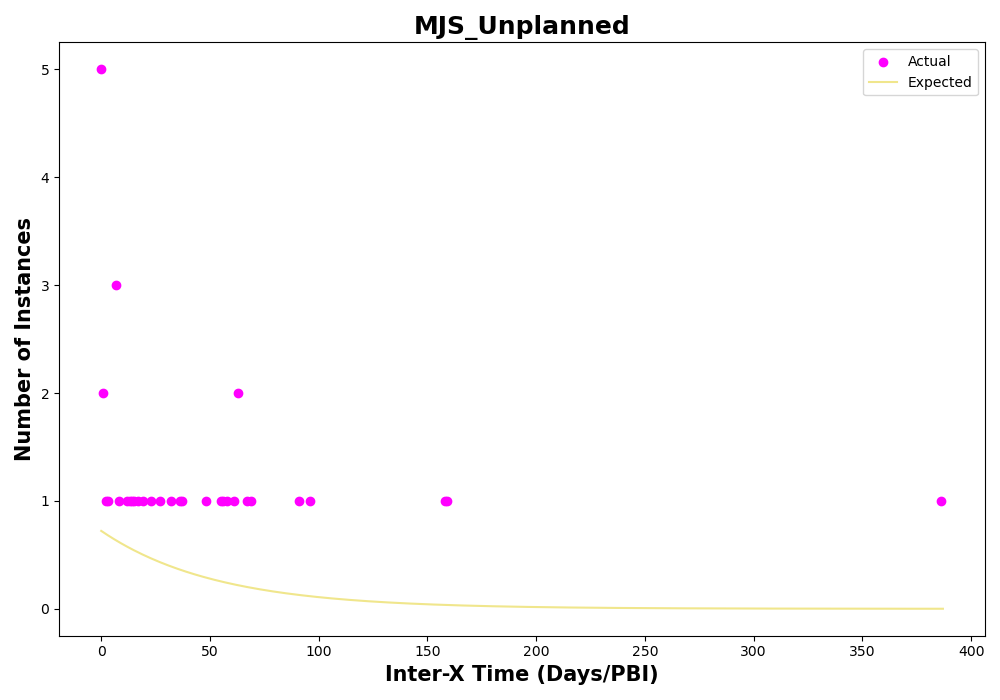 MJS_Unplanned
Actual
Expected
Number of Instances
5
4
3
2
1
0
0 50 100 150 200 250 300 350 400
Inter-X Time (Days/PBI)